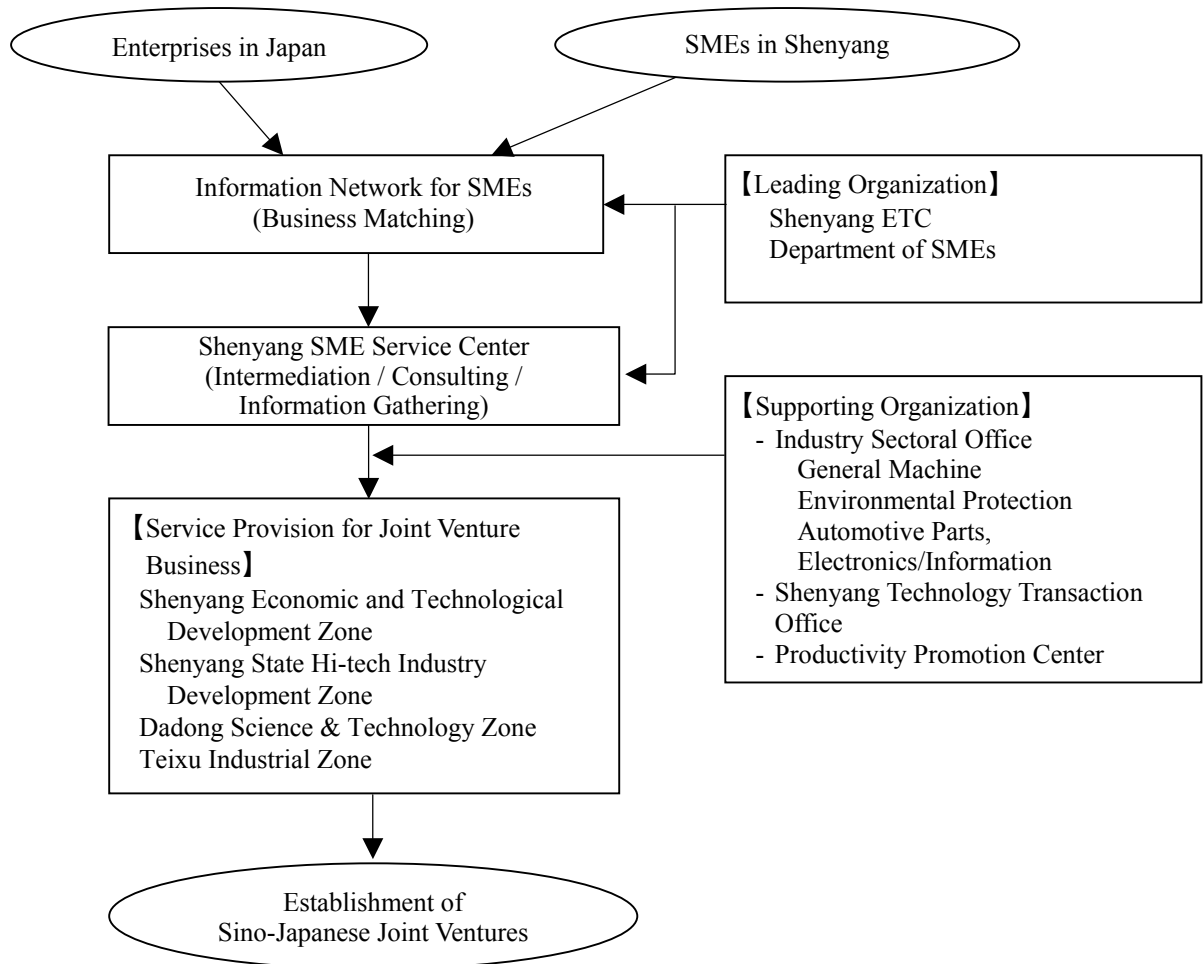 Enterprises in Japan
SMEs in Shenyang
Information Network for SMEs
(Business Matching)
【Leading Organization】
Shenyang ETC
Department of SMEs
Shenyang SME Service Center
(Intermediation / Consulting /
Information Gathering)
【Supporting Organization】
- Industry Sectoral Office
General Machine
Environmental Protection
Automotive Parts,
Electronics/Information
- Shenyang Technology Transaction
Office
- Productivity Promotion Center
【Service Provision for Joint Venture
Business】
Shenyang Economic and Technological
Development Zone
Shenyang State Hi-tech Industry
Development Zone
Dadong Science & Technology Zone
Teixu Industrial Zone
Establishment of
Sino-Japanese Joint Ventures